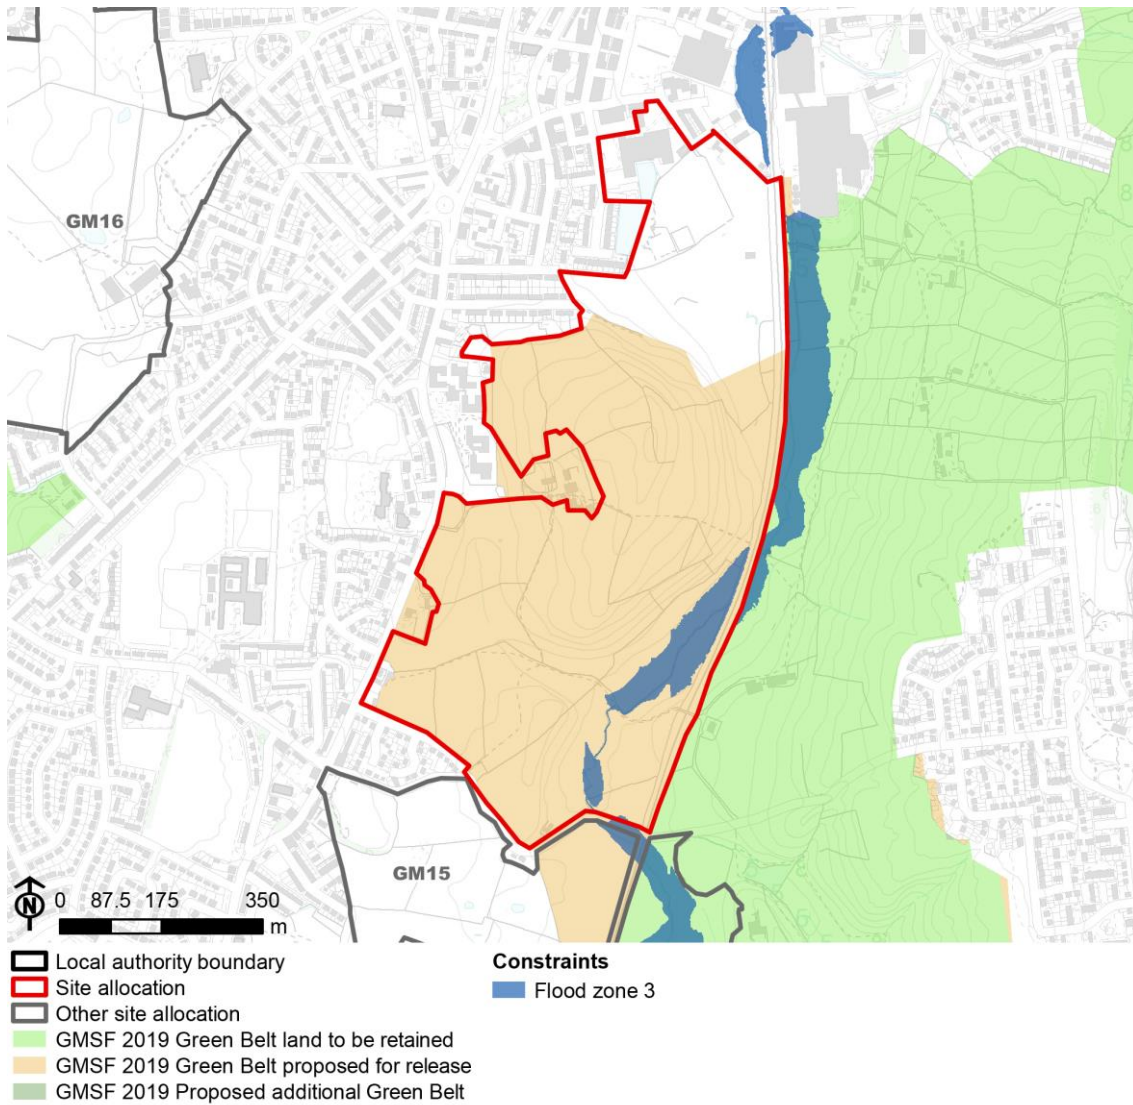 GM16
GM15
N
0 87.5 175 350
m
Local authority boundary
Site allocation
Other site allocation
GMSF 2019 Green Belt land to be retained
GMSF 2019 Green Belt proposed for release
GMSF 2019 Proposed additional Green Belt
Constraints
Flood zone 3